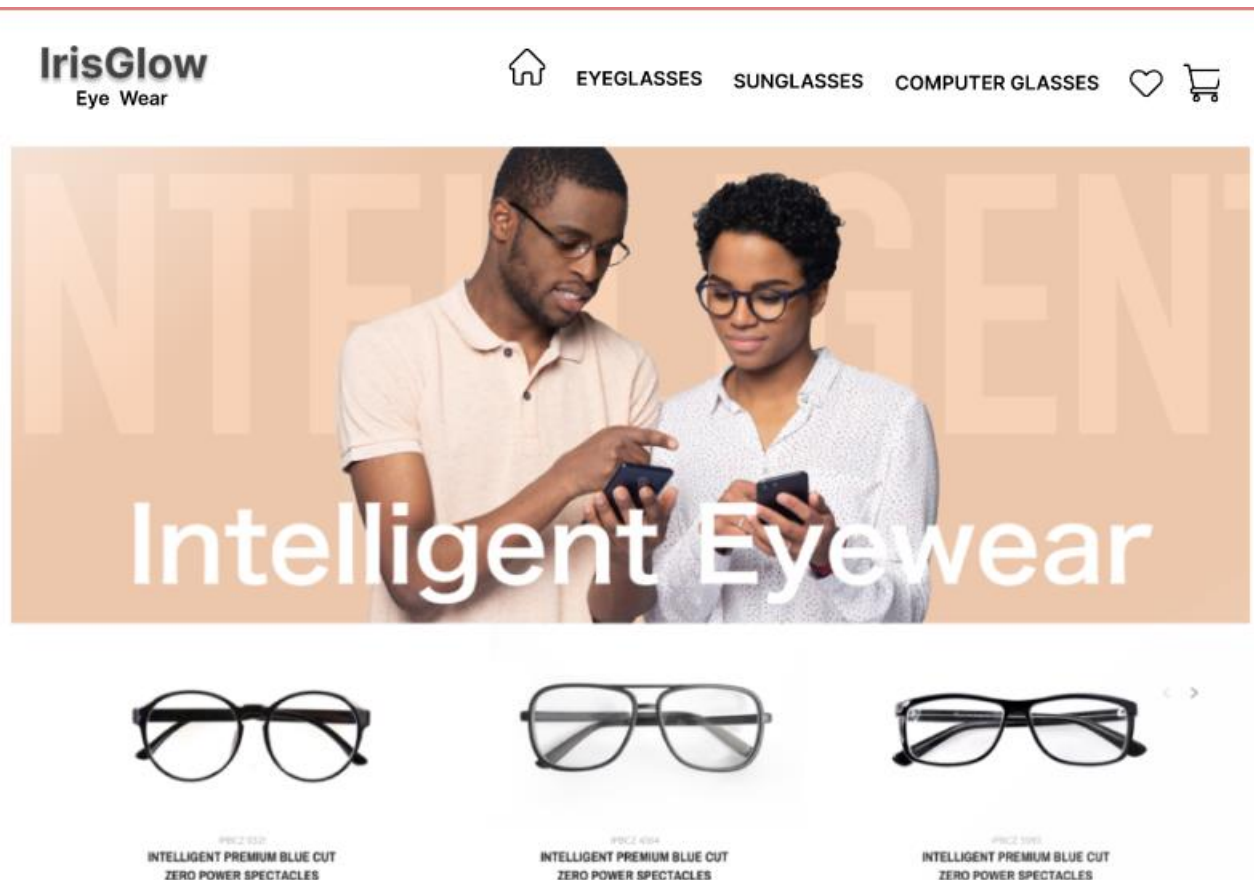 IrisGlow
Eye Wear
EYEGLASSES SUNGLASSES COMPUTER GLASSES
NTELLIGENT
Intelligent Eyewear
INTELLIGENT PREMIUM BLUE CUT
ZERO POWER SPECTACLES
INTELLIGENT PREMIUM BLUE CUT
ZERO POWER SPECTACLES
INTELLIGENT PREMIUM BLUE CUT
ZERO POWER SPECTACLES